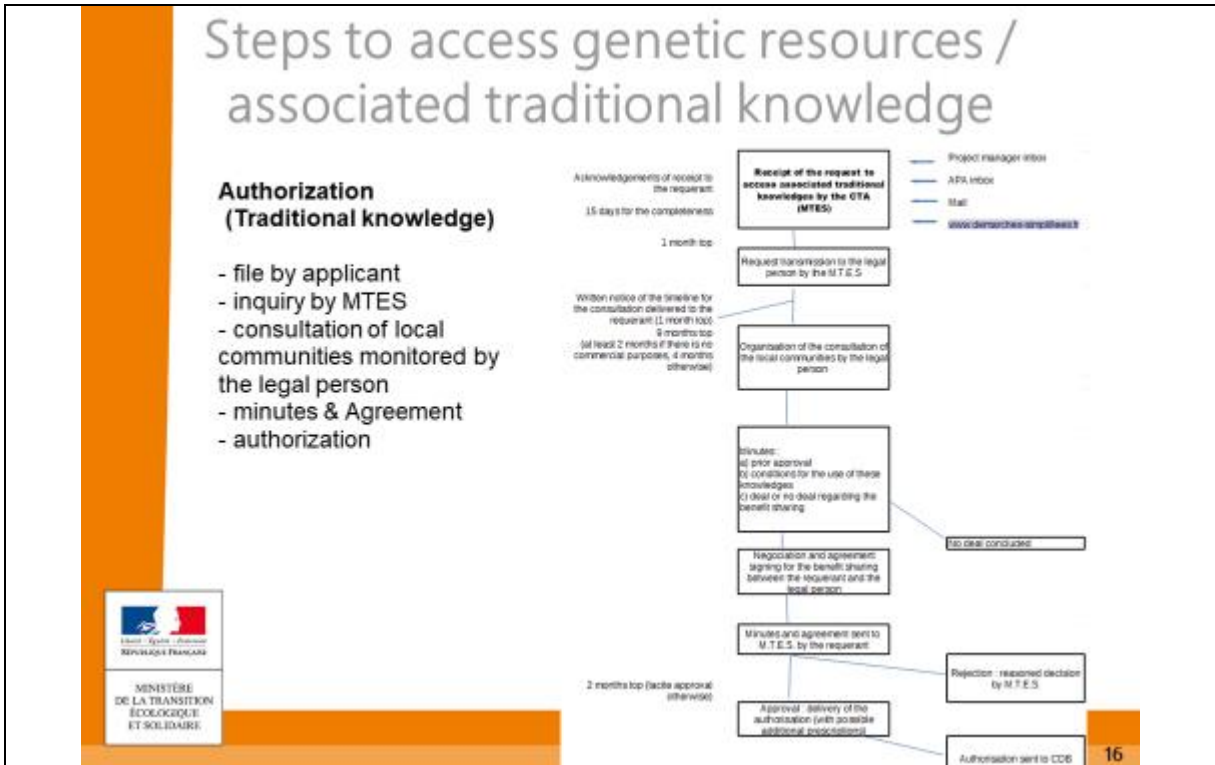 Steps to access genetic resources /
associated traditional knowledge
Authorization
(Traditional knowledge)
- file by applicant
- inquiry by MTES
- consultation of local
communities monitored by
the legal person
- minutes & Agreement
- authorization
Acknowledgements of receipt to
the requerant
15 days for the completeness
1 month top
Receipt of the request to
access associated traditional
knowledges by the CTA
(MTES)
Project manager inbox
APA inbox
Mail
www.demarches-simplifiees.fr
Request transmission to the legal
person by the M.T.E.S
Written notice of the timeline for
the consultation delivered to the
requerant (1 month top)
9 months top
(at least 2 months if there is no
commercial purposes, 4 months
otherwise)
Organisation of the consultation of
the local communities by the legal
person
Minutes :
a) prior approval
b) conditions for the use of these
knowledges
c) deal or no deal regarding the
benefit sharing
No deal concluded
Negociation and agreement
signing for the benefit sharing
between the requerant and the
legal person
Minutes and agreement sent to
M.T.E.S. by the requerant
Rejection : reasoned decision
by M.T.E.S
2 months top (tacite approval
otherwise)
Approval : delivery of the
authorisation (with possible
additional prescriptions)
Authorisation sent to CDB
Liberté • Égalité • Fraternité
RÉPUBLIQUE FRANÇAISE
MINISTÈRE
DE LA TRANSITION
ÉCOLOGIQUE
ET SOLIDAIRE
16